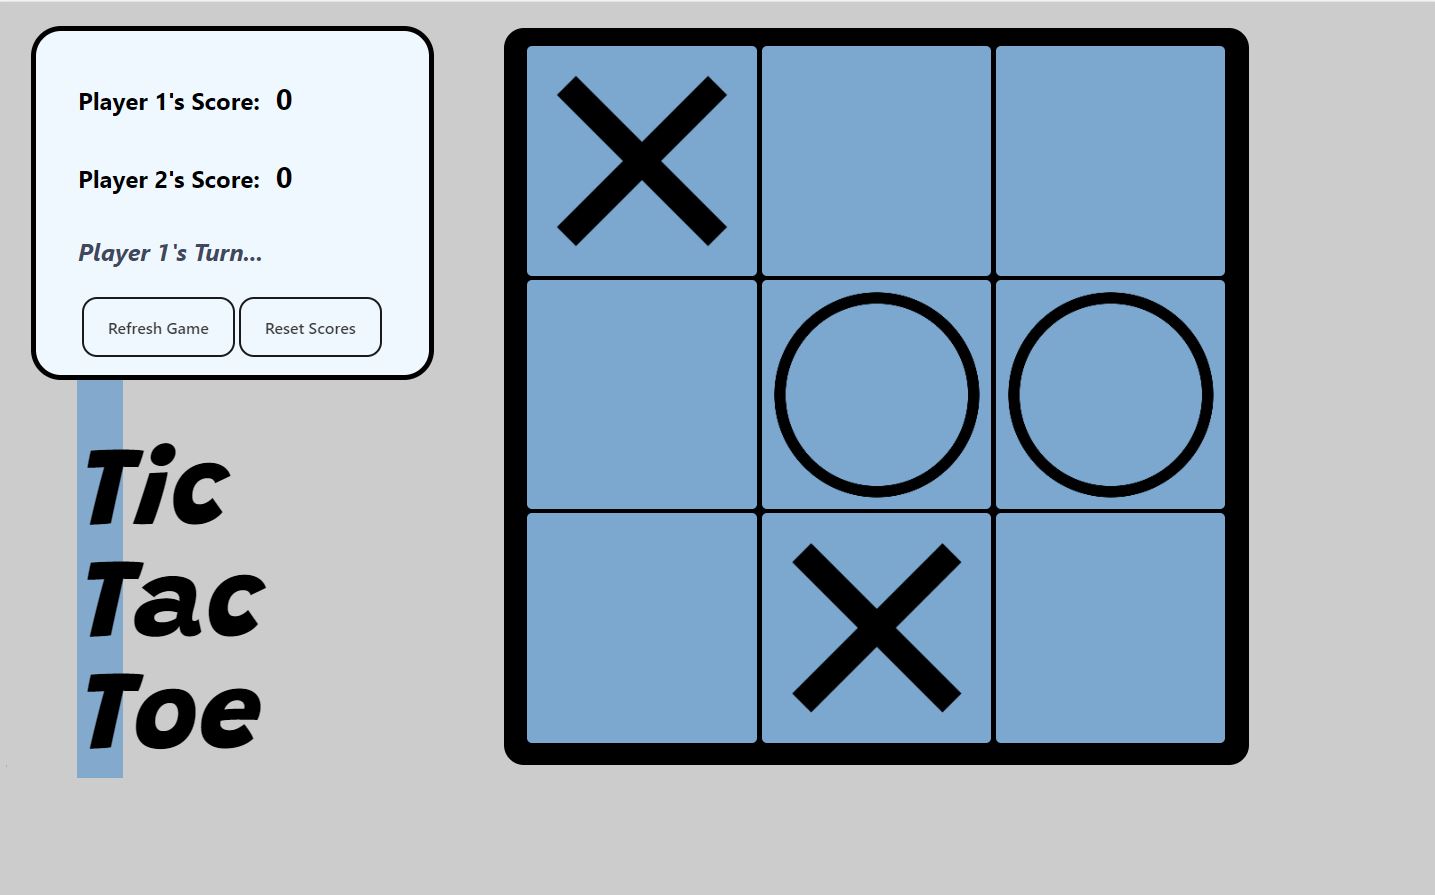 Player 1's Score: 0
Player 2's Score: 0
Player 1's Turn...
Refresh Game Reset Scores
Tic
Tac
Toe